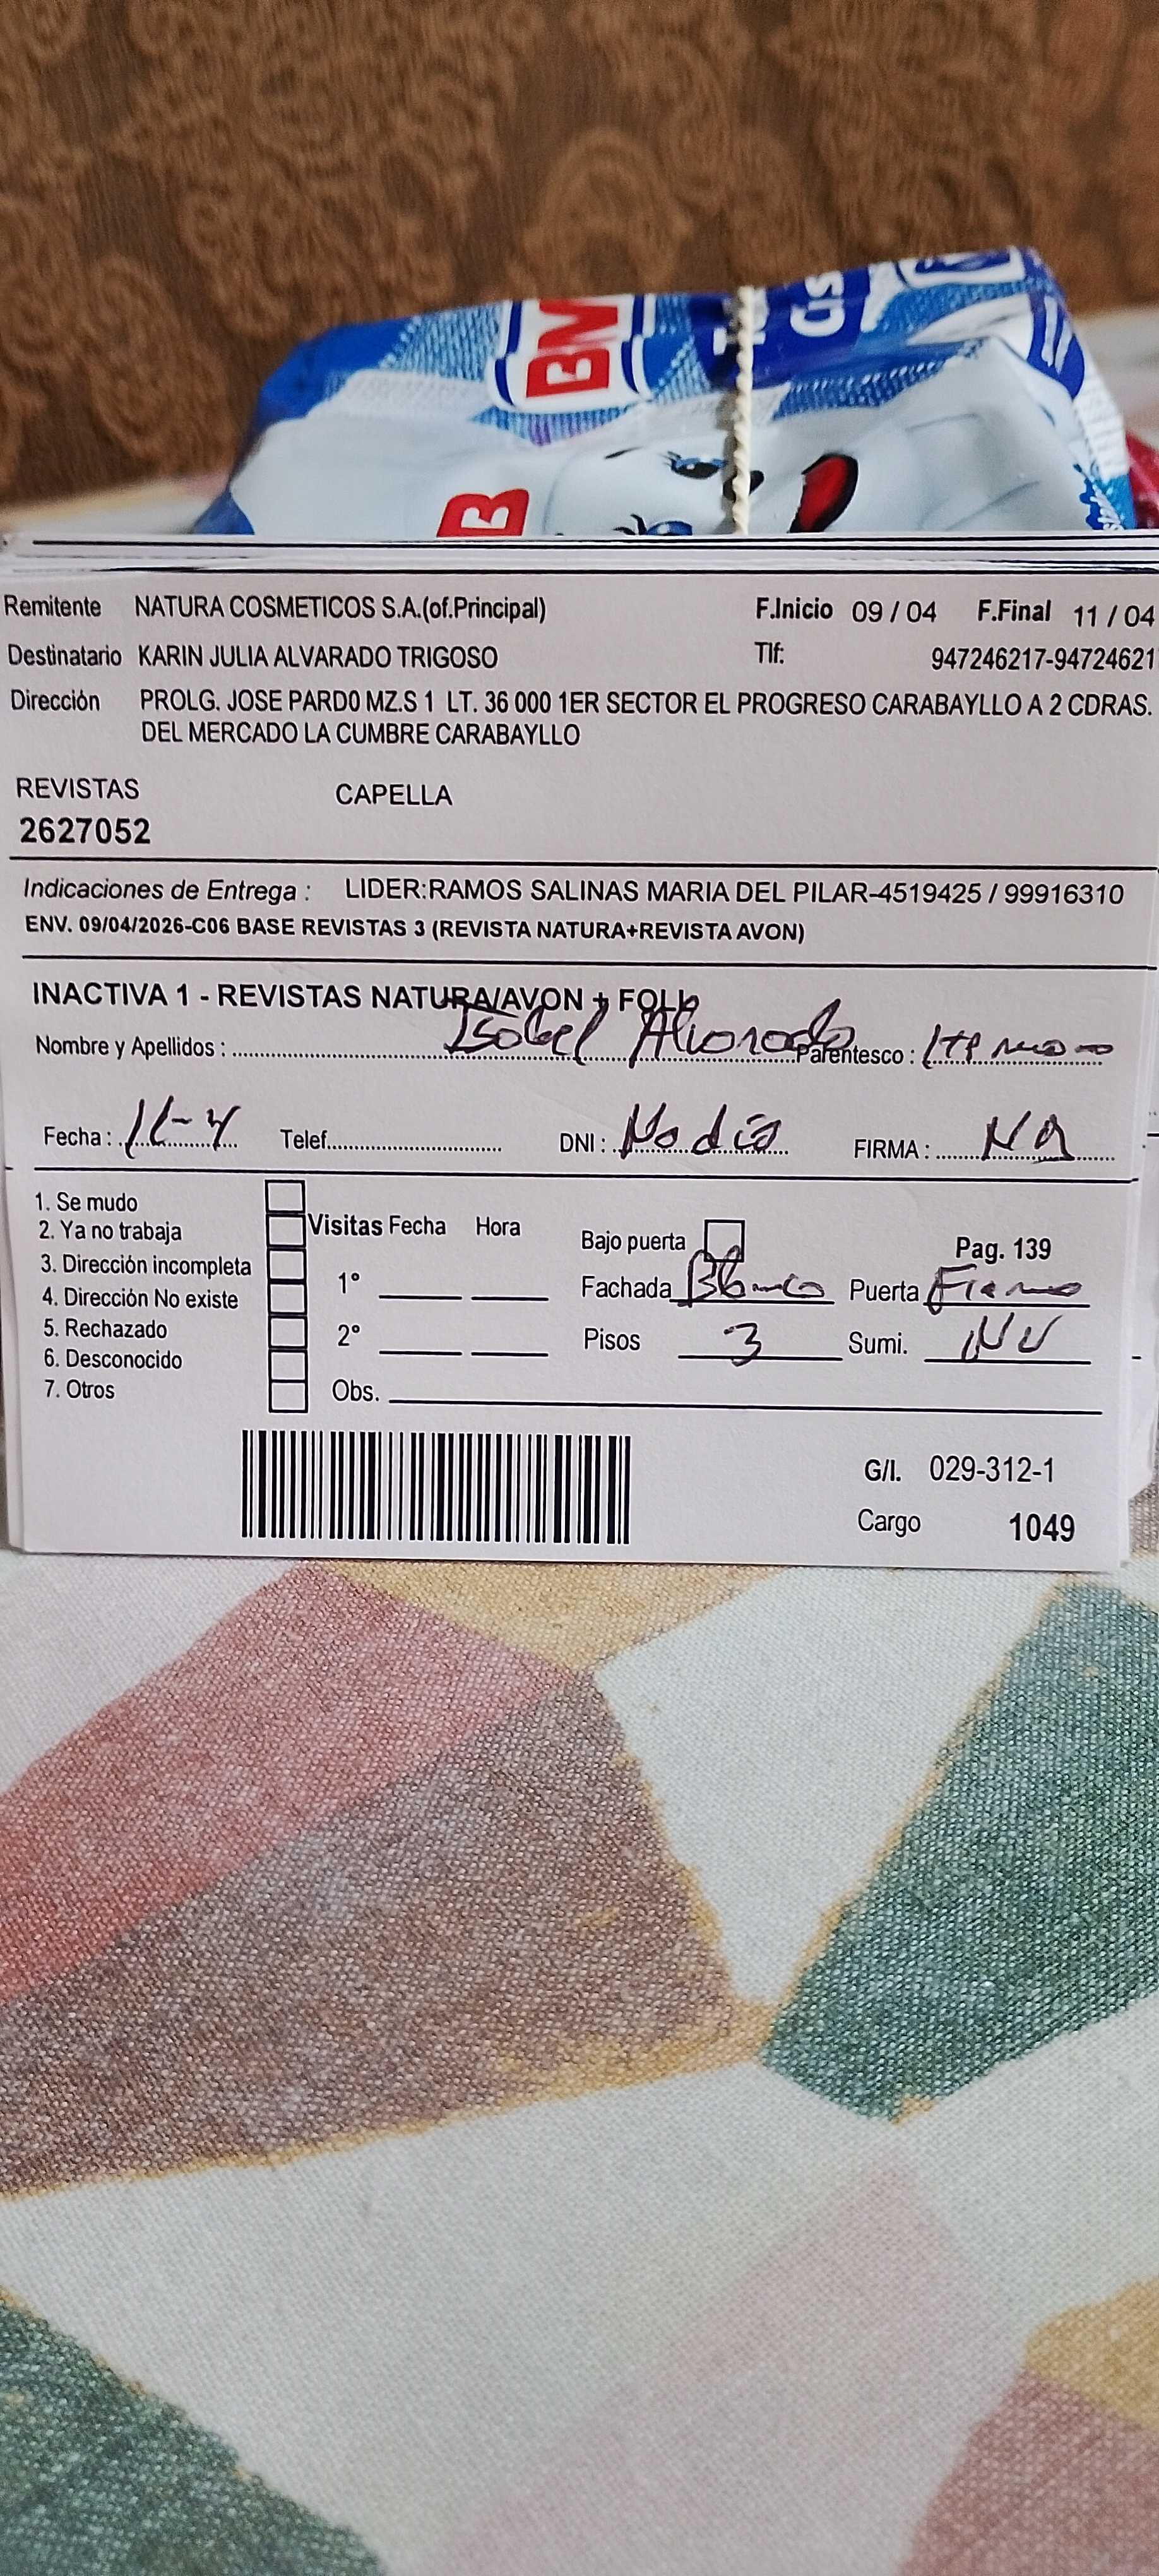 BM
B
Remitente NATURA COSMETICOS S.A.(of.Principal) F.Inicio 09 / 04 F.Final 11 / 04
Destinatario KARIN JULIA ALVARADO TRIGOSO Tlf: 947246217-94724621
Dirección PROLG. JOSE PARD0 MZ.S 1 LT. 36 000 1ER SECTOR EL PROGRESO CARABAYLLO A 2 CDRAS.
DEL MERCADO LA CUMBRE CARABAYLLO
REVISTAS CAPELLA
2627052
Indicaciones de Entrega : LIDER:RAMOS SALINAS MARIA DEL PILAR-4519425 / 99916310
ENV. 09/04/2026-C06 BASE REVISTAS 3 (REVISTA NATURA+REVISTA AVON)
INACTIVA 1 - REVISTAS NATURA/AVON + FOLL
Nombre y Apellidos : Isabel Alvarado Parentesco :
Fecha : 11-4 Telef. DNI : FIRMA :
1. Se mudo
2. Ya no trabaja Visitas Fecha Hora Bajo puerta
3. Dirección incompleta Pag. 139
4. Dirección No existe 1° Fachada Blanco Puerta Fierro
5. Rechazado 2° Pisos 3 Sumi.
6. Desconocido
7. Otros Obs.
G/I. 029-312-1
Cargo 1049